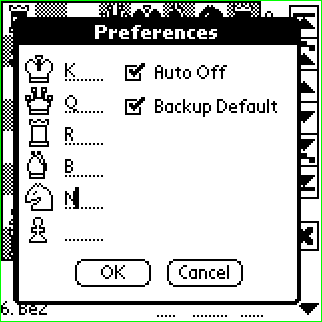 Preferences
K
Auto Off
Q
Backup Default
R
B
N
OK Cancel
6. Be2